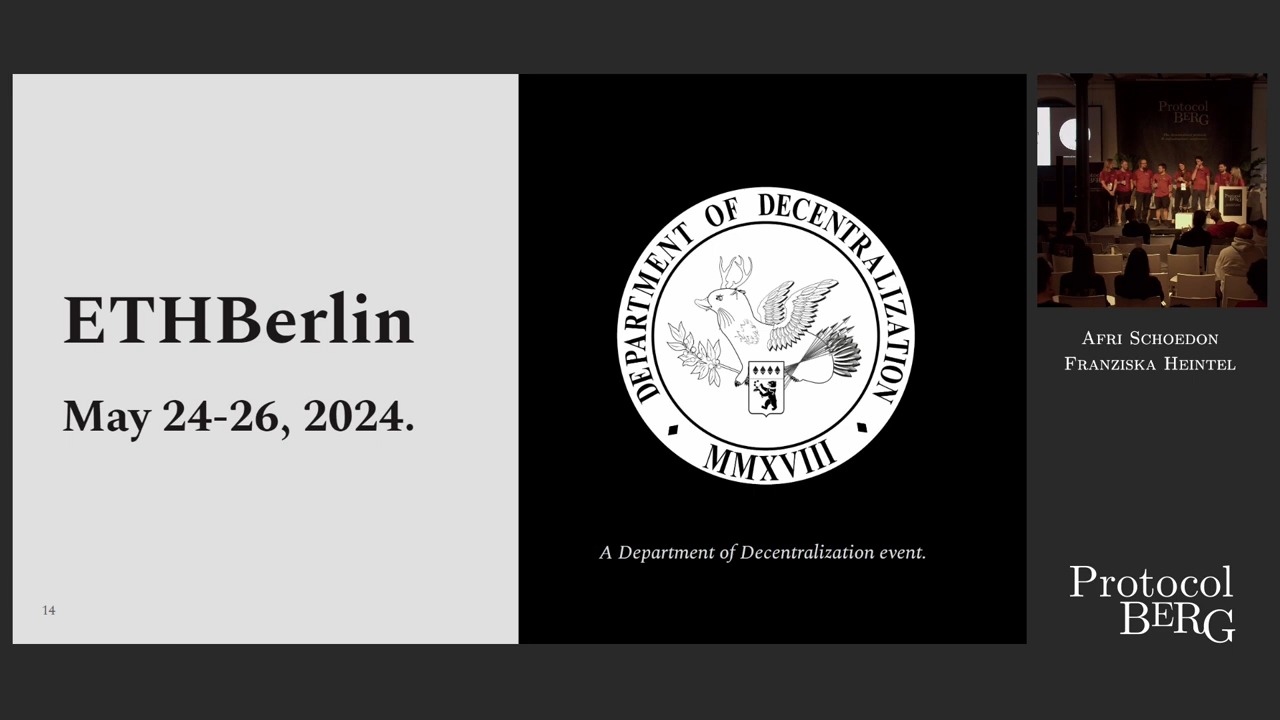 ETHBerlin
May 24-26, 2024.
14
DEPARTMENT OF DECENTRALIZATION
MMXVIII
A Department of Decentralization event.
Protocol
BERG
AFRI SCHOEDON
FRANZISKA HEINTEL
Protocol
BERG